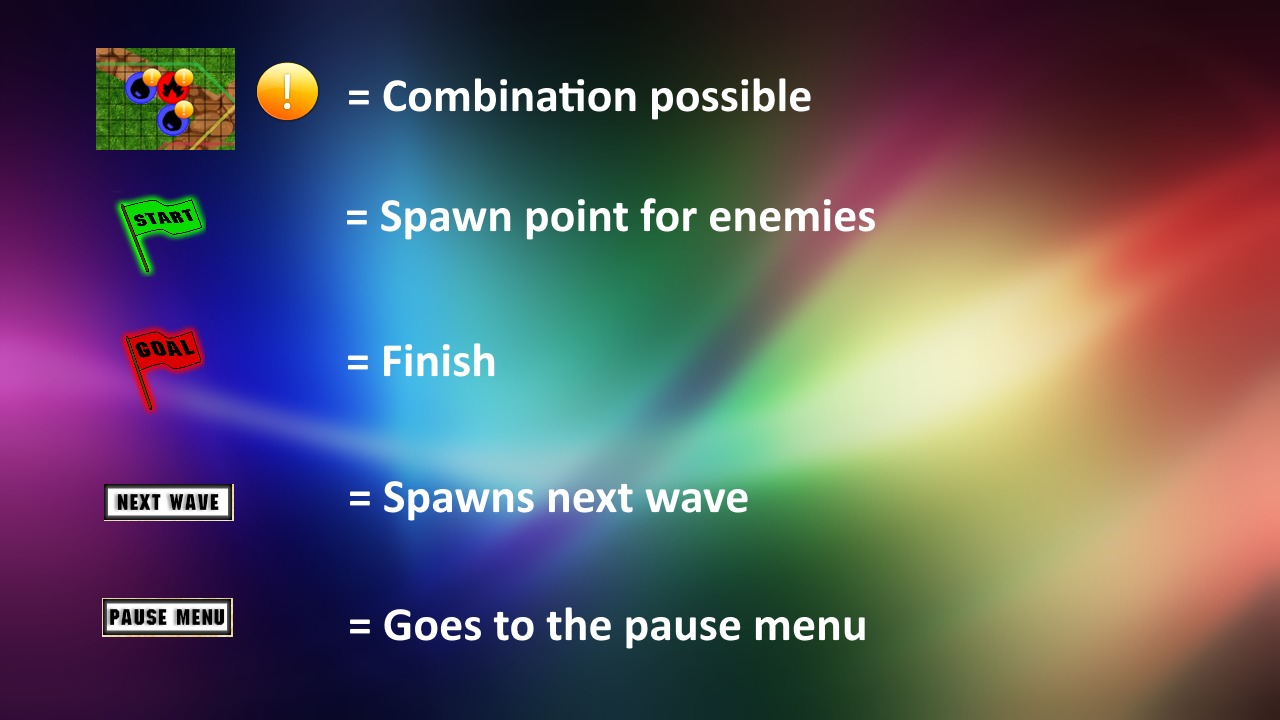 ! = Combination possible
START = Spawn point for enemies
GOAL = Finish
NEXT WAVE = Spawns next wave
PAUSE MENU = Goes to the pause menu